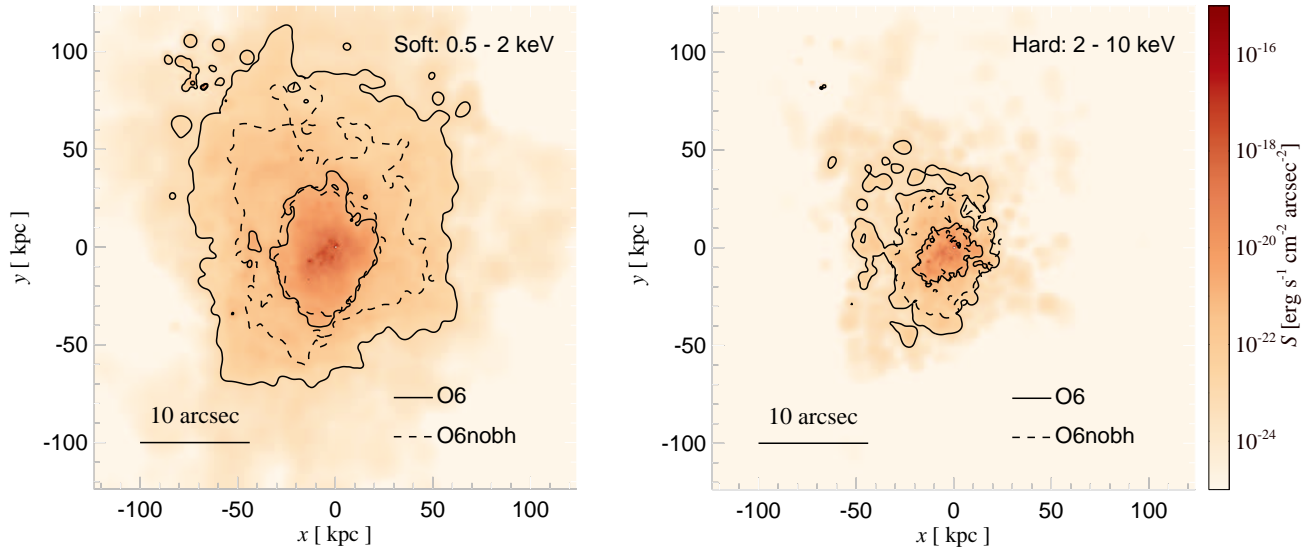 Soft: 0.5 - 2 keV
100
50
0
-50
-100
y [ kpc ]
10 arcsec
O6
O6nobh
-100
-50
0
50
100
x [ kpc ]
Hard: 2 - 10 keV
100
50
0
-50
-100
y [ kpc ]
10 arcsec
O6
O6nobh
-100
-50
0
50
100
x [ kpc ]
10^-16
10^-18
10^-20
10^-22
10^-24
S [erg s^-1 cm^-2 arcsec^-2]